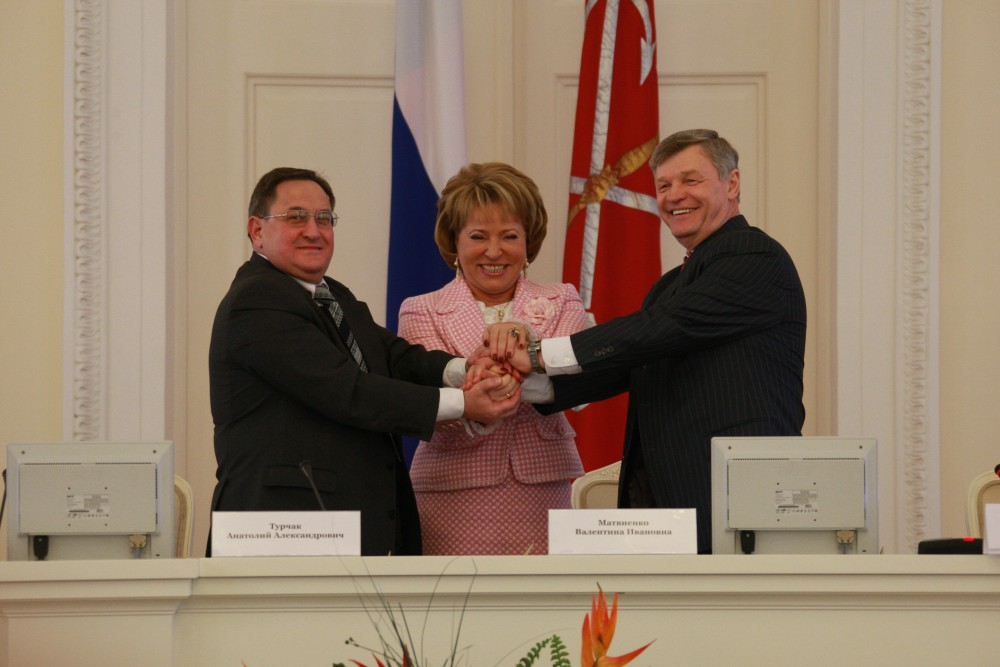 Турчак
Анатолий Александрович
Матвиенко
Валентина Ивановна